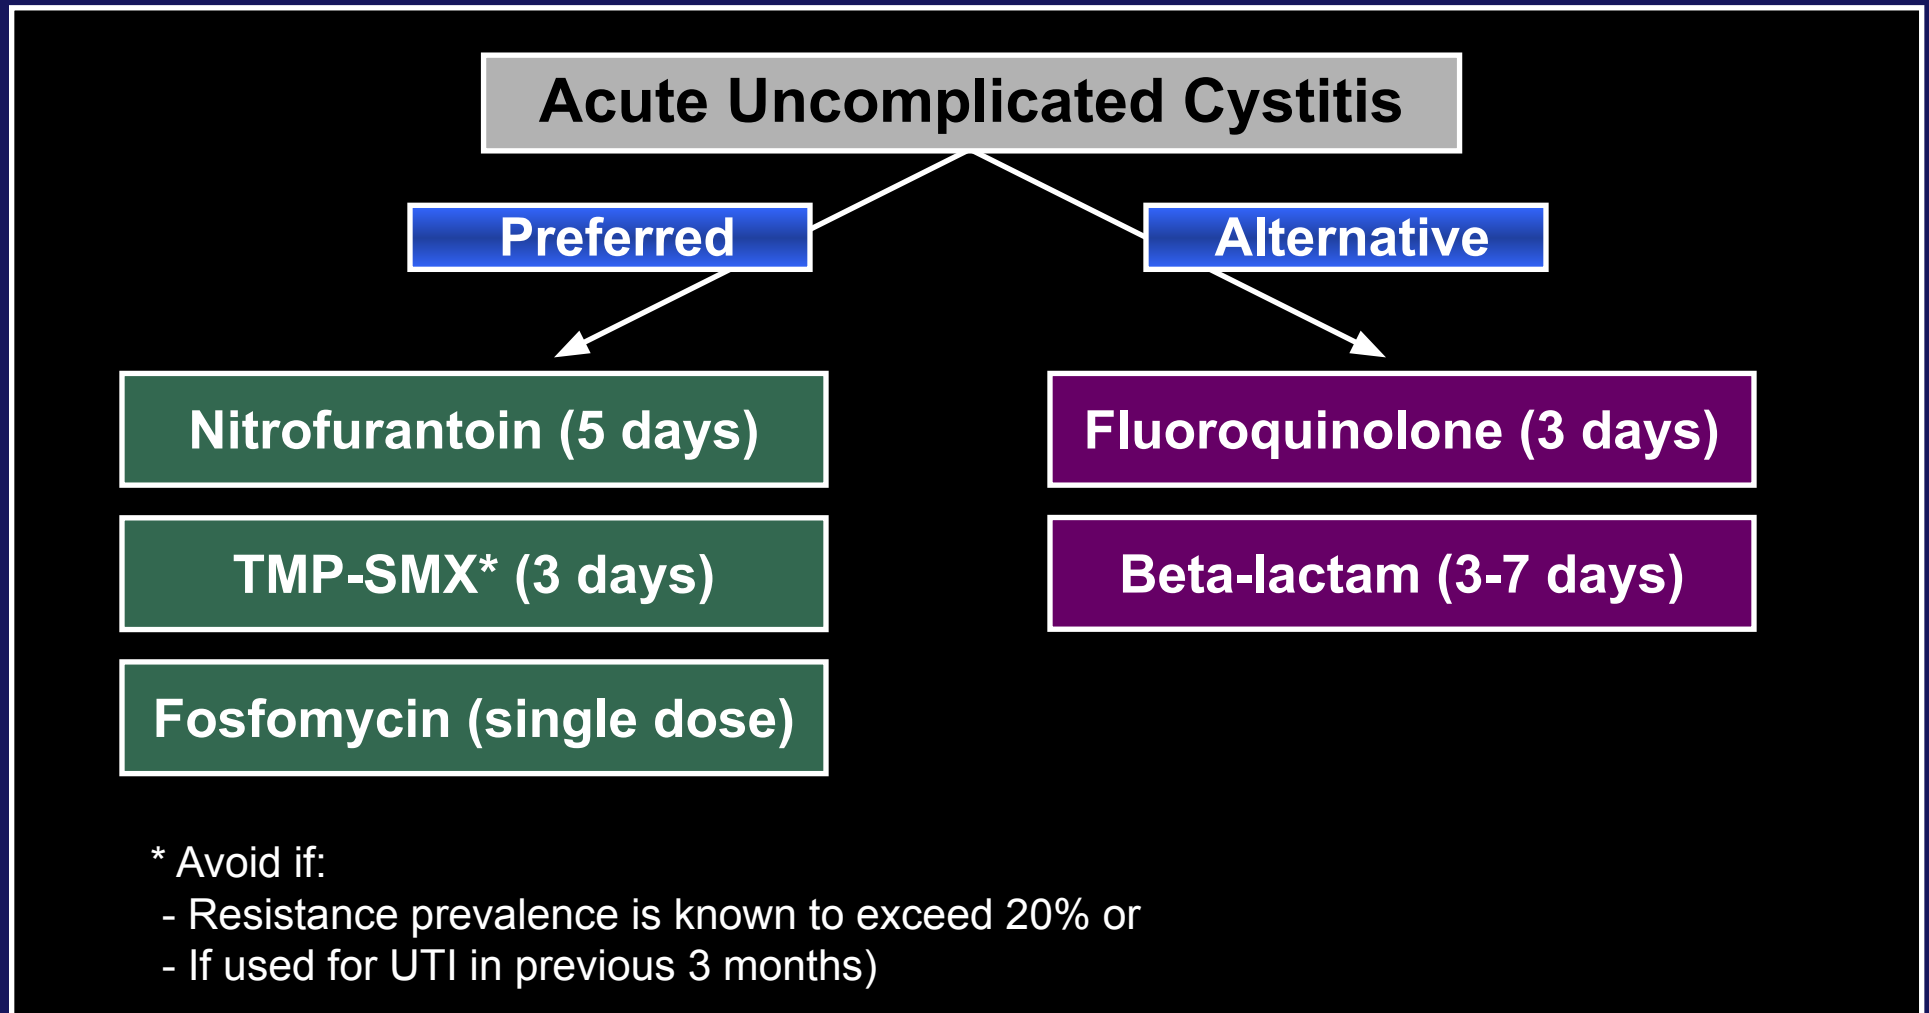 Acute Uncomplicated Cystitis
Preferred
Alternative
Nitrofurantoin (5 days)
TMP-SMX* (3 days)
Fosfomycin (single dose)
Fluoroquinolone (3 days)
Beta-lactam (3-7 days)
* Avoid if:
- Resistance prevalence is known to exceed 20% or
- If used for UTI in previous 3 months)